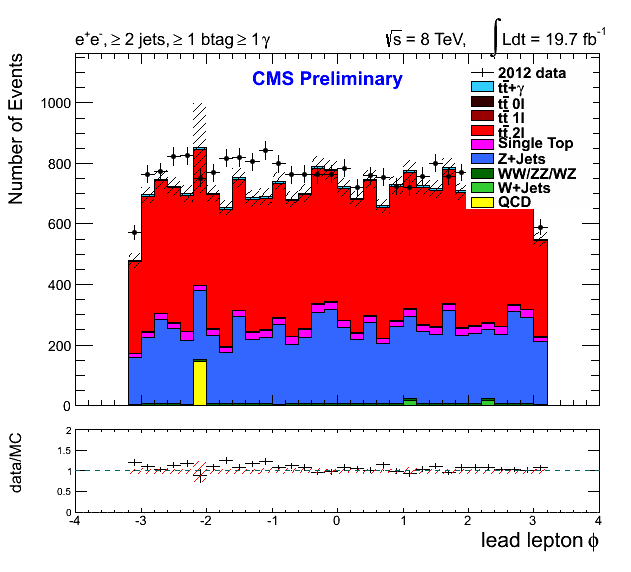 e⁺e⁻, ≥ 2 jets, ≥ 1 btag ≥ 1 γ
√s = 8 TeV, ∫ Ldt = 19.7 fb⁻¹
CMS Preliminary
2012 data
tt̄+γ
tt̄ 0l
tt̄ 1l
tt̄ 2l
Single Top
Z+Jets
WW/ZZ/WZ
W+Jets
QCD
Number of Events
1000
800
600
400
200
0
data/MC
2
1.5
1
0.5
0
-4 -3 -2 -1 0 1 2 3 4
lead lepton ϕ